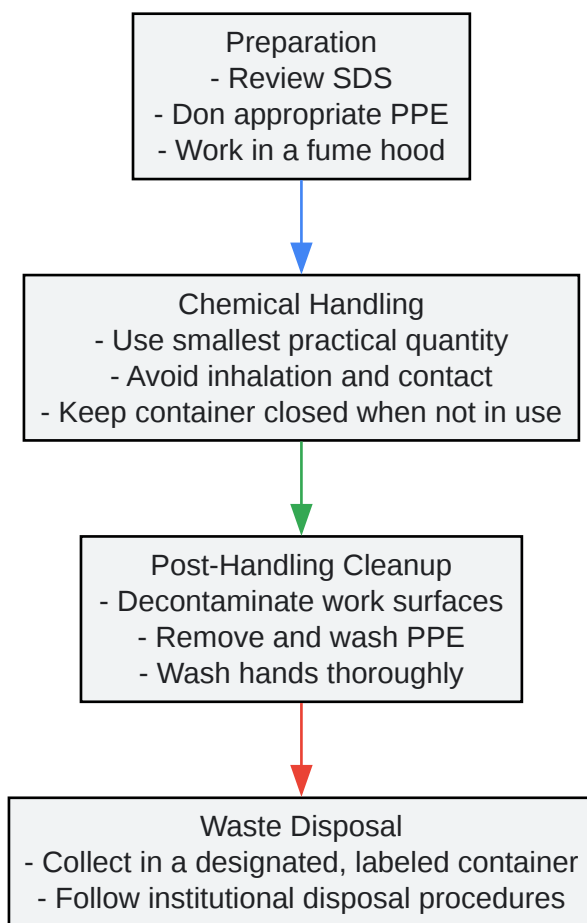 Preparation
- Review SDS
- Don appropriate PPE
- Work in a fume hood
Chemical Handling
- Use smallest practical quantity
- Avoid inhalation and contact
- Keep container closed when not in use
Post-Handling Cleanup
- Decontaminate work surfaces
- Remove and wash PPE
- Wash hands thoroughly
Waste Disposal
- Collect in a designated, labeled container
- Follow institutional disposal procedures